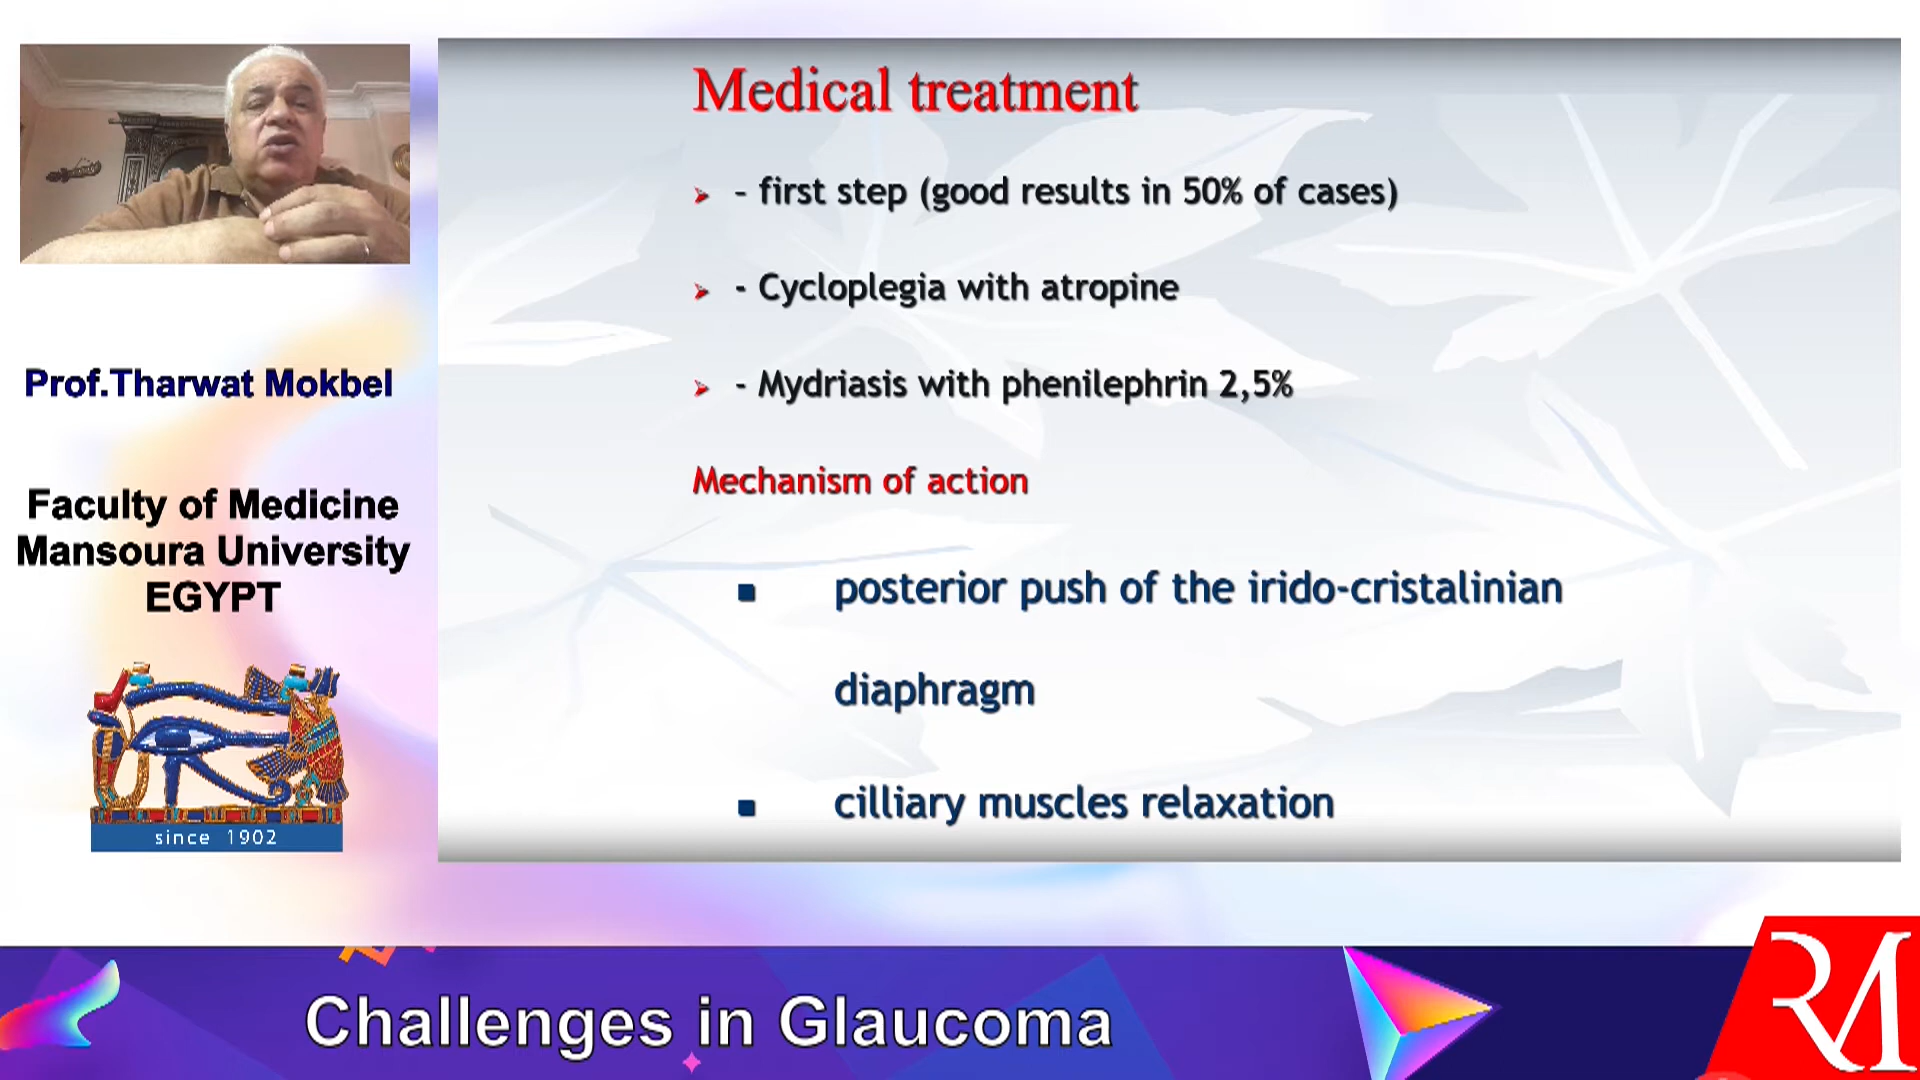 Medical treatment
- first step (good results in 50% of cases)
- Cycloplegia with atropine
- Mydriasis with phenilephrin 2,5%
Mechanism of action
posterior push of the irido-cristalinian
diaphragm
cilliary muscles relaxation
Prof.Tharwat Mokbel
Faculty of Medicine
Mansoura University
EGYPT
since 1902
Challenges in Glaucoma
RM